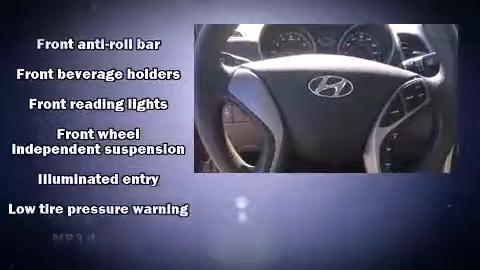 Front anti-roll bar
Front beverage holders
Front reading lights
Front wheel
independent suspension
Illuminated entry
Low tire pressure warning